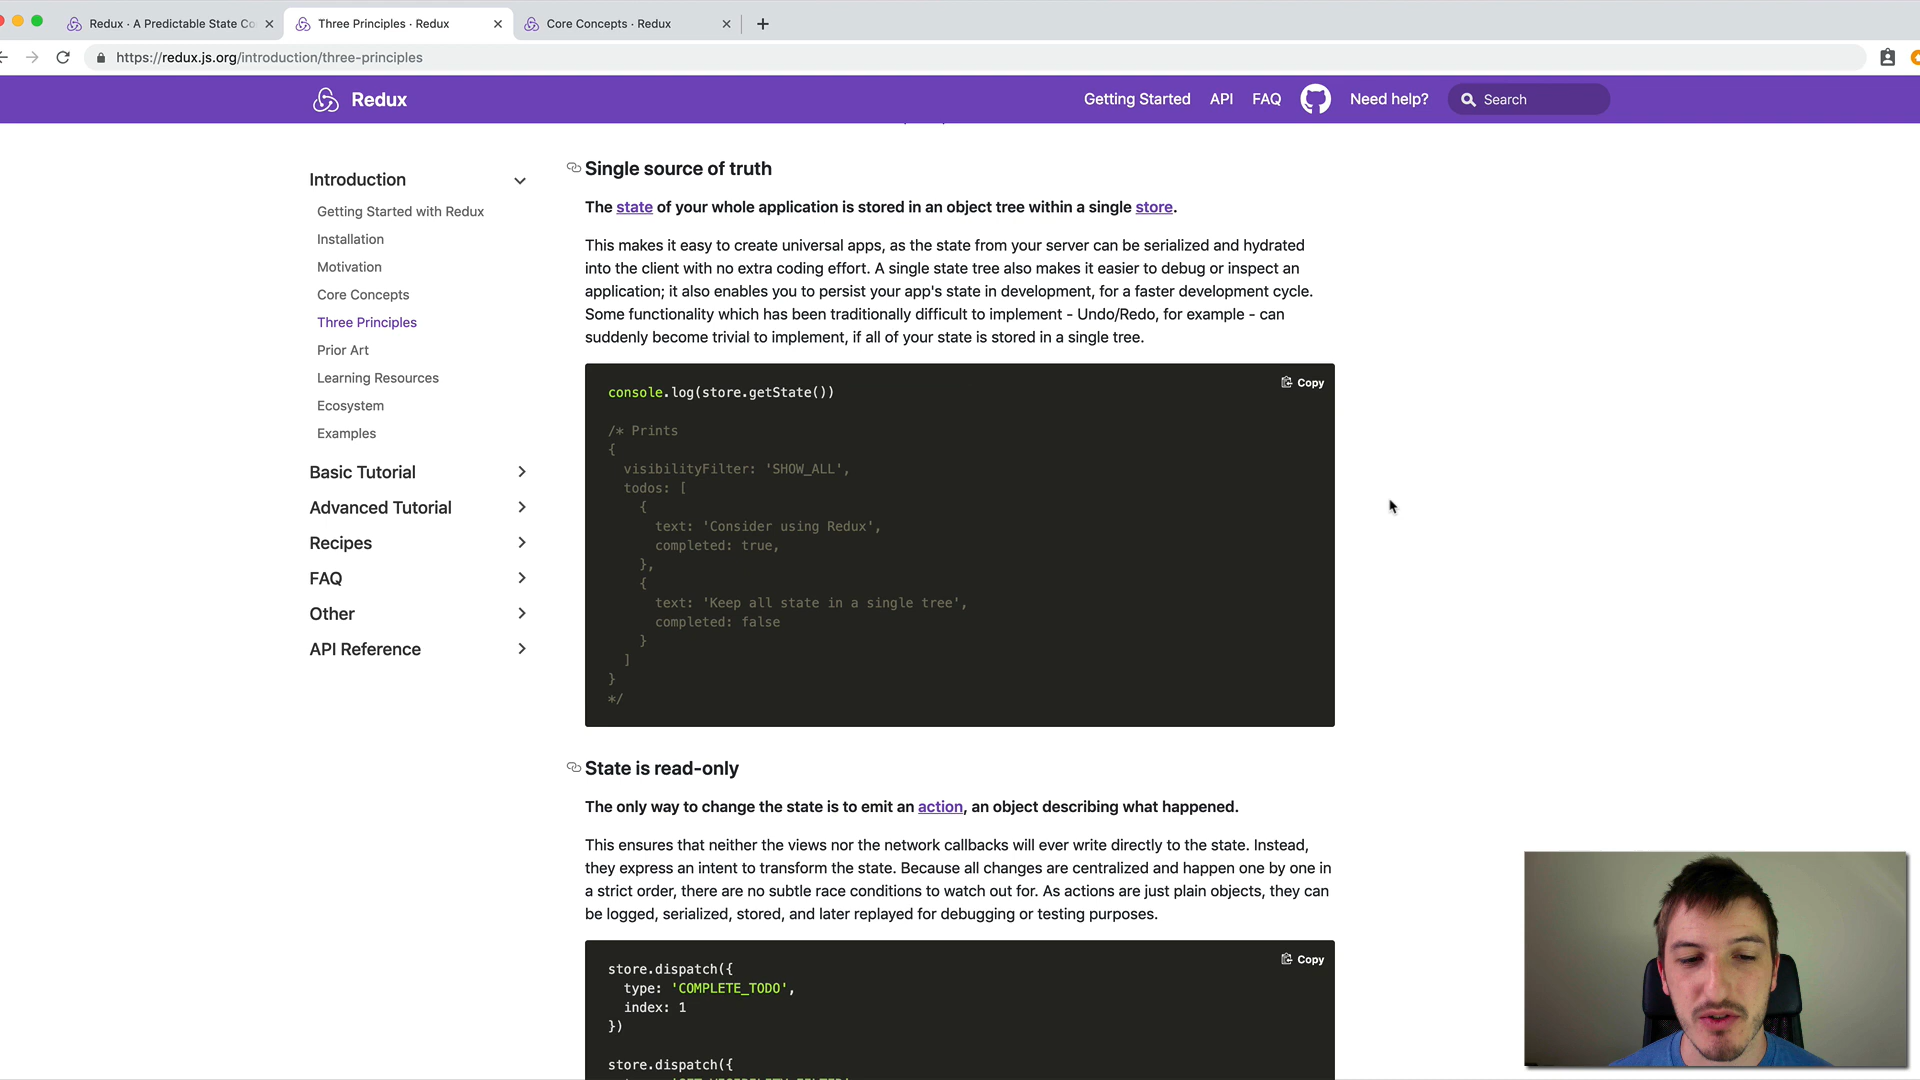 Redux · A Predictable State Co
Three Principles · Redux
Core Concepts · Redux
https://redux.js.org/introduction/three-principles
Redux
Getting Started
API
FAQ
Need help?
Search
Introduction
Getting Started with Redux
Installation
Motivation
Core Concepts
Three Principles
Prior Art
Learning Resources
Ecosystem
Examples
Basic Tutorial
Advanced Tutorial
Recipes
FAQ
Other
API Reference
Single source of truth
The state of your whole application is stored in an object tree within a single store.
This makes it easy to create universal apps, as the state from your server can be serialized and hydrated
into the client with no extra coding effort. A single state tree also makes it easier to debug or inspect an
application; it also enables you to persist your app's state in development, for a faster development cycle.
Some functionality which has been traditionally difficult to implement - Undo/Redo, for example - can
suddenly become trivial to implement, if all of your state is stored in a single tree.
Copy
console.log(store.getState())
/* Prints
{
visibilityFilter: 'SHOW_ALL',
todos: [
{
text: 'Consider using Redux',
completed: true,
},
{
text: 'Keep all state in a single tree',
completed: false
}
]
}
*/
State is read-only
The only way to change the state is to emit an action, an object describing what happened.
This ensures that neither the views nor the network callbacks will ever write directly to the state. Instead,
they express an intent to transform the state. Because all changes are centralized and happen one by one in
a strict order, there are no subtle race conditions to watch out for. As actions are just plain objects, they can
be logged, serialized, stored, and later replayed for debugging or testing purposes.
Copy
store.dispatch({
type: 'COMPLETE_TODO',
index: 1
})
store.dispatch({